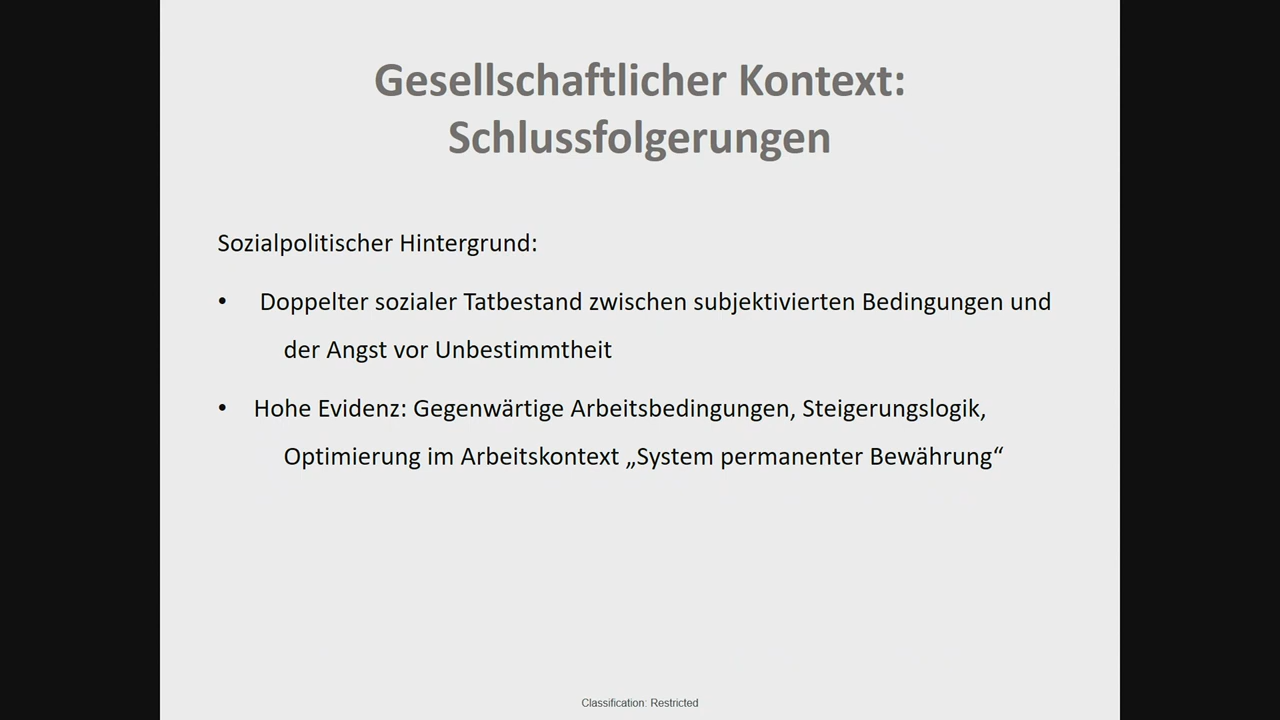 Gesellschaftlicher Kontext:
Schlussfolgerungen
Sozialpolitischer Hintergrund:
• Doppelter sozialer Tatbestand zwischen subjektivierten Bedingungen und
der Angst vor Unbestimmtheit
• Hohe Evidenz: Gegenwärtige Arbeitsbedingungen, Steigerungslogik,
Optimierung im Arbeitskontext „System permanenter Bewährung“
Classification: Restricted